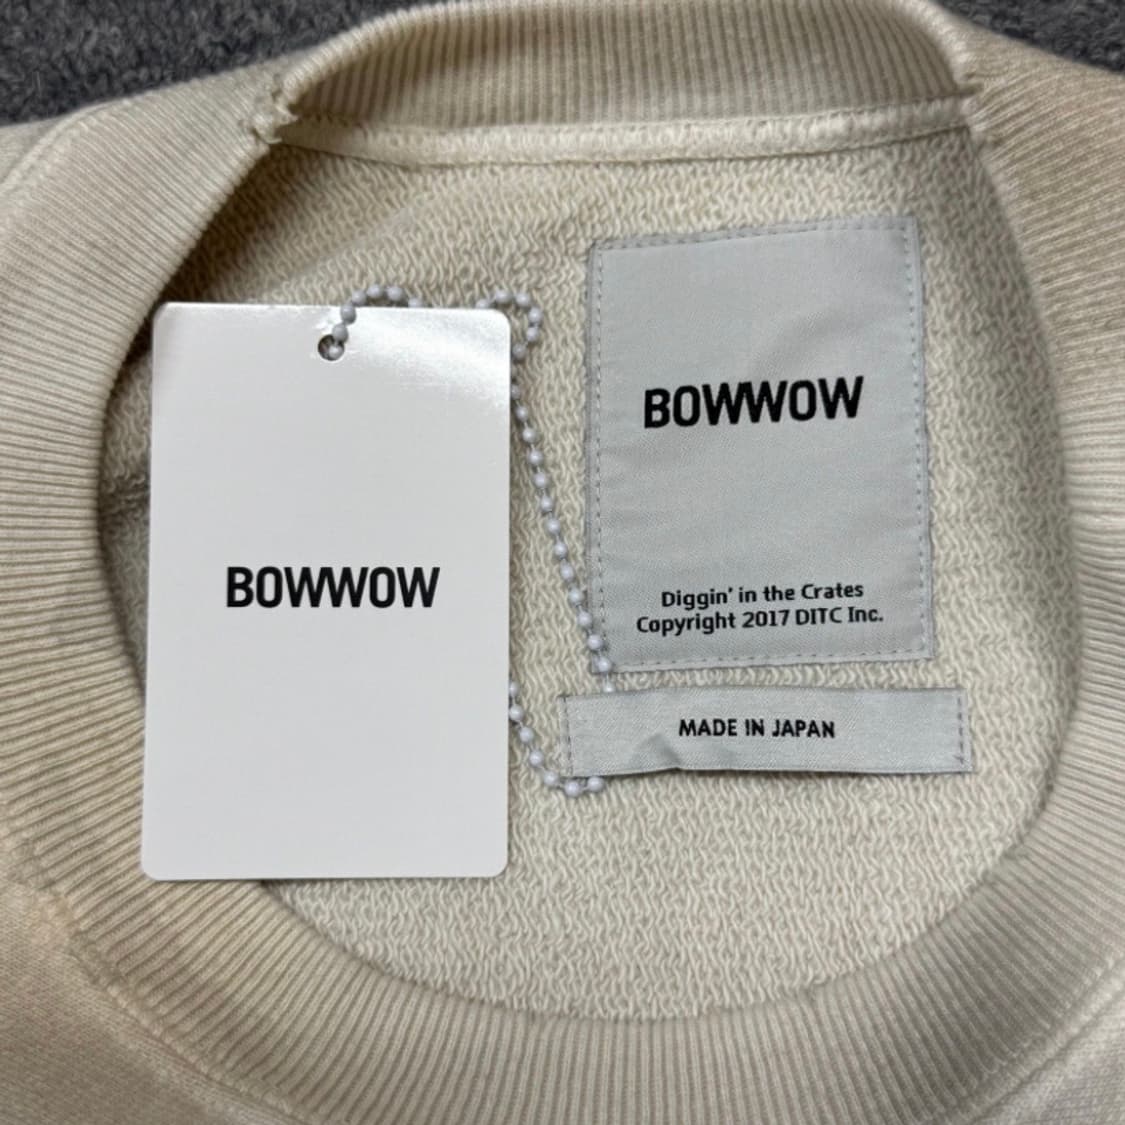 BOWWOW
BOWWOW
Diggin' in the Crates
Copyright 2017 DITC Inc.
MADE IN JAPAN